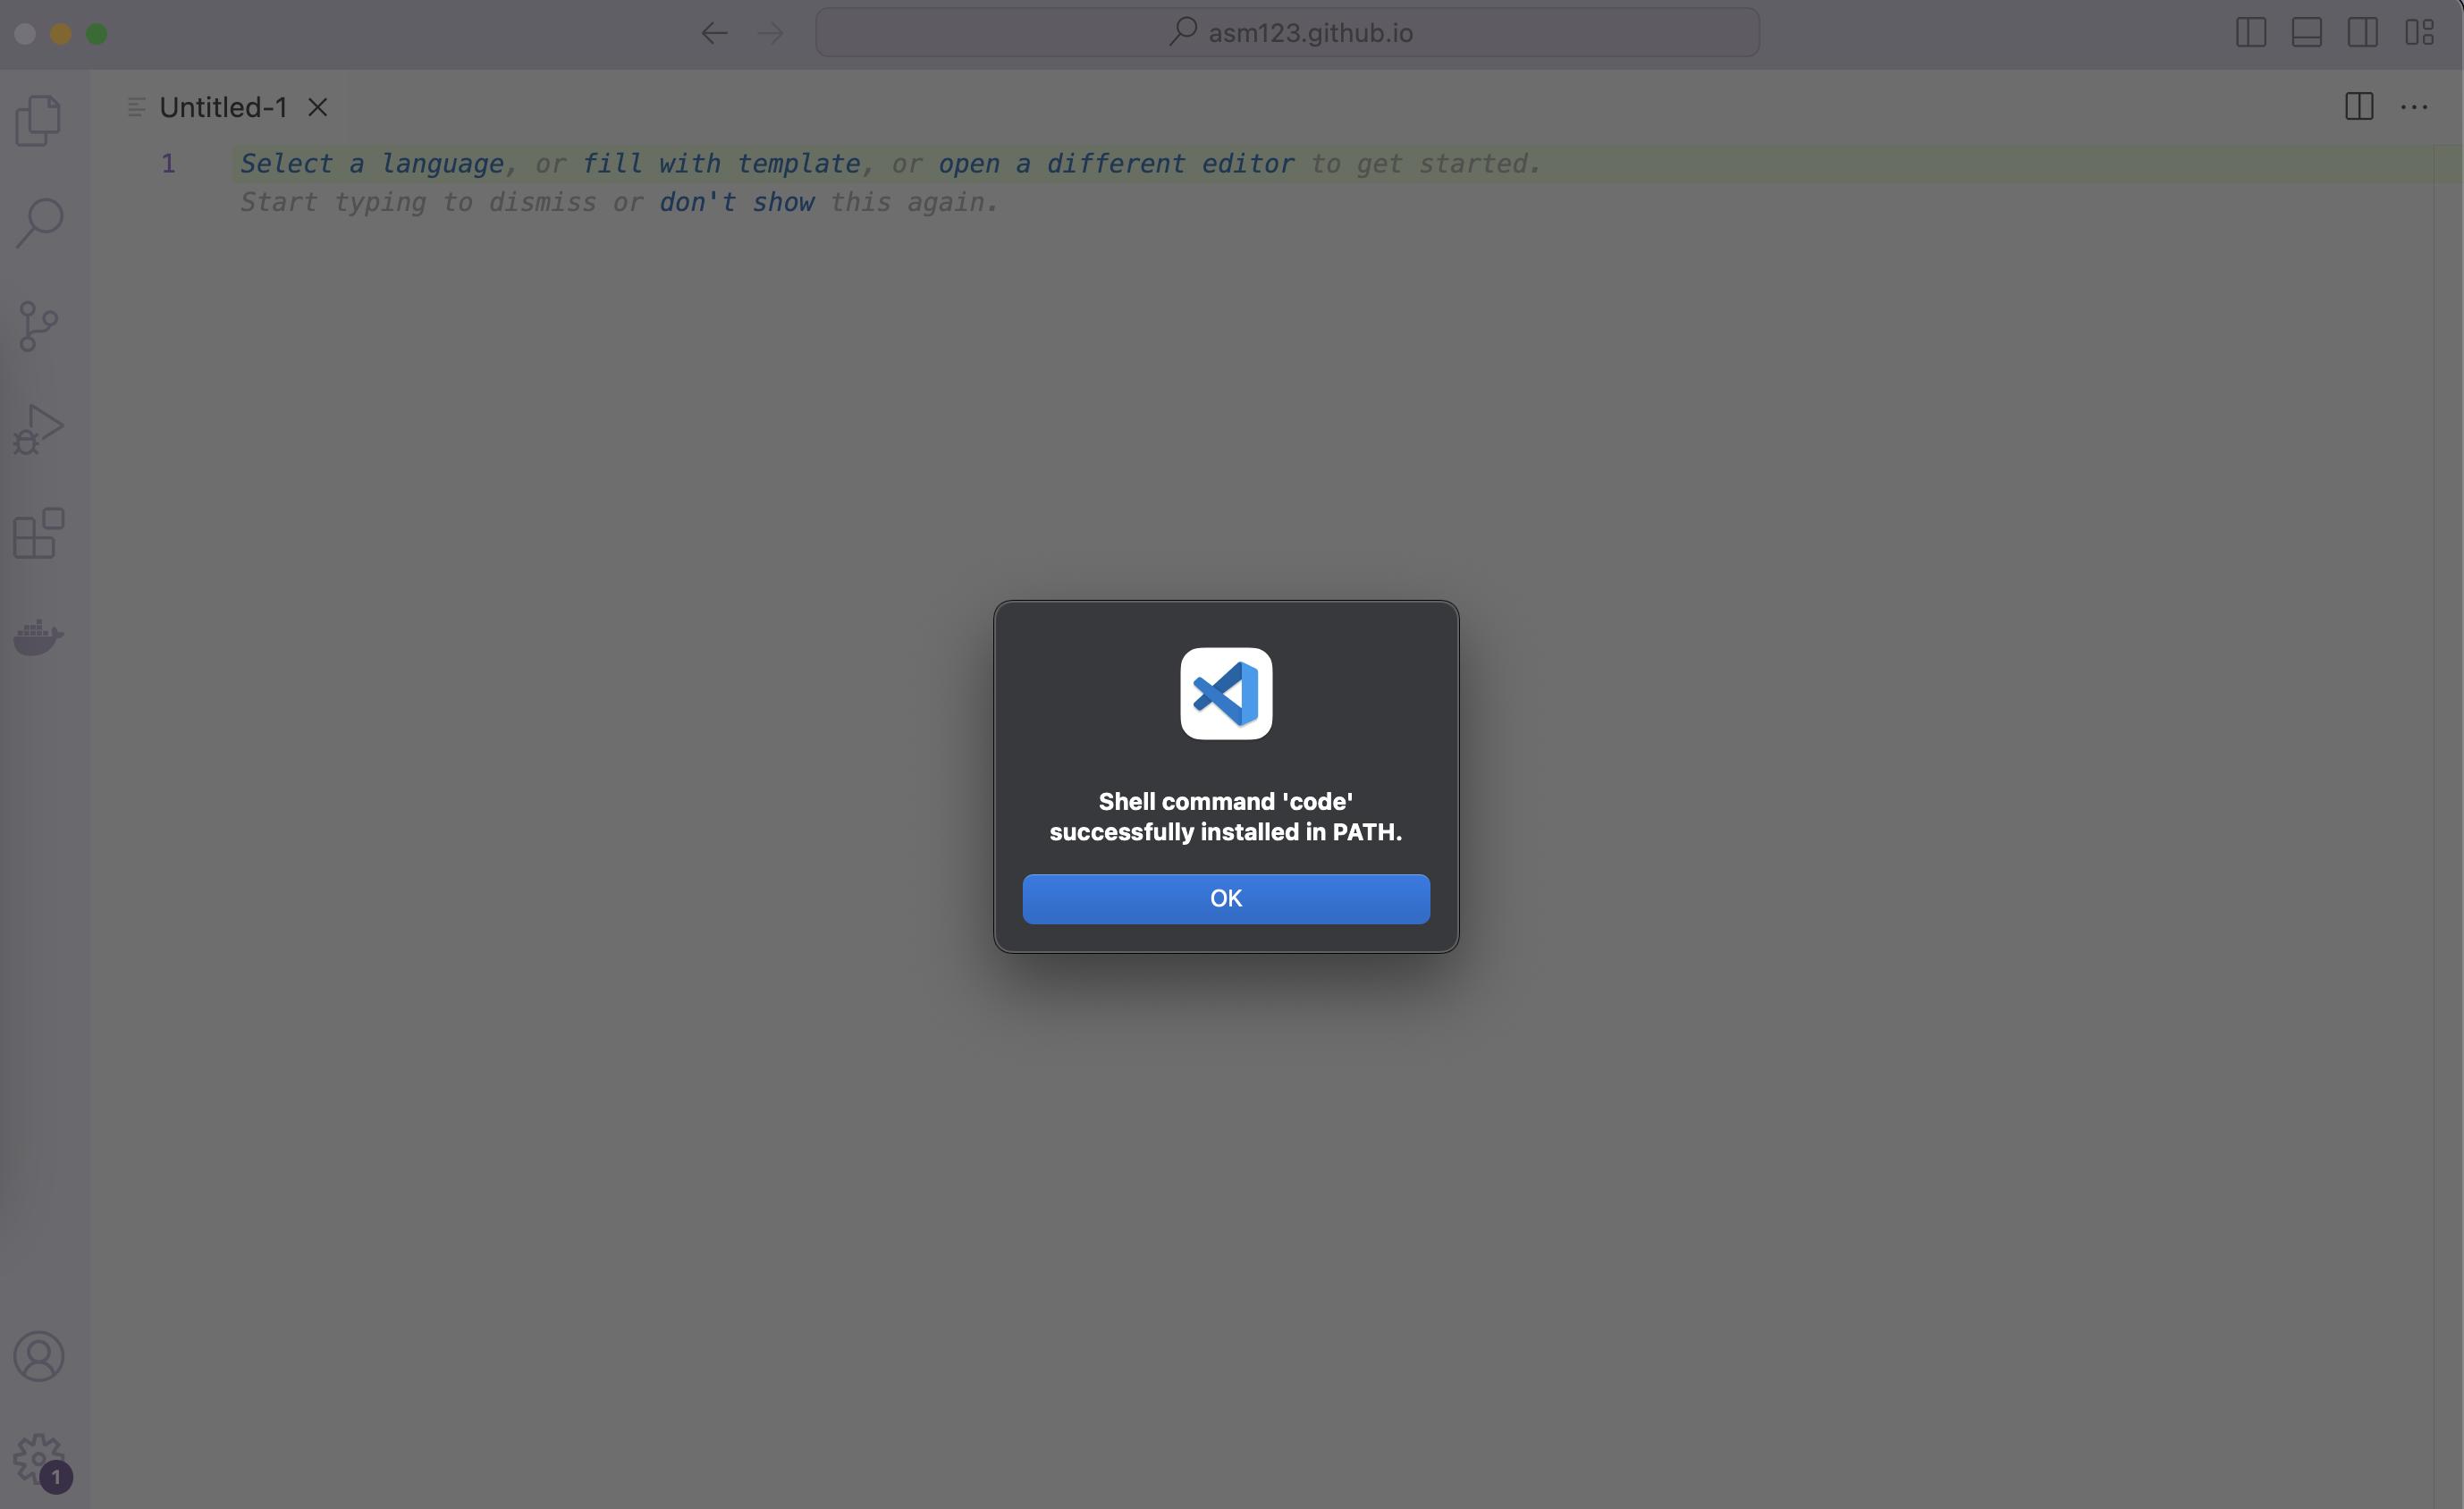 asm123.github.io
Untitled-1
1 Select a language, or fill with template, or open a different editor to get started.
Start typing to dismiss or don't show this again.
Shell command 'code'
successfully installed in PATH.
OK
1